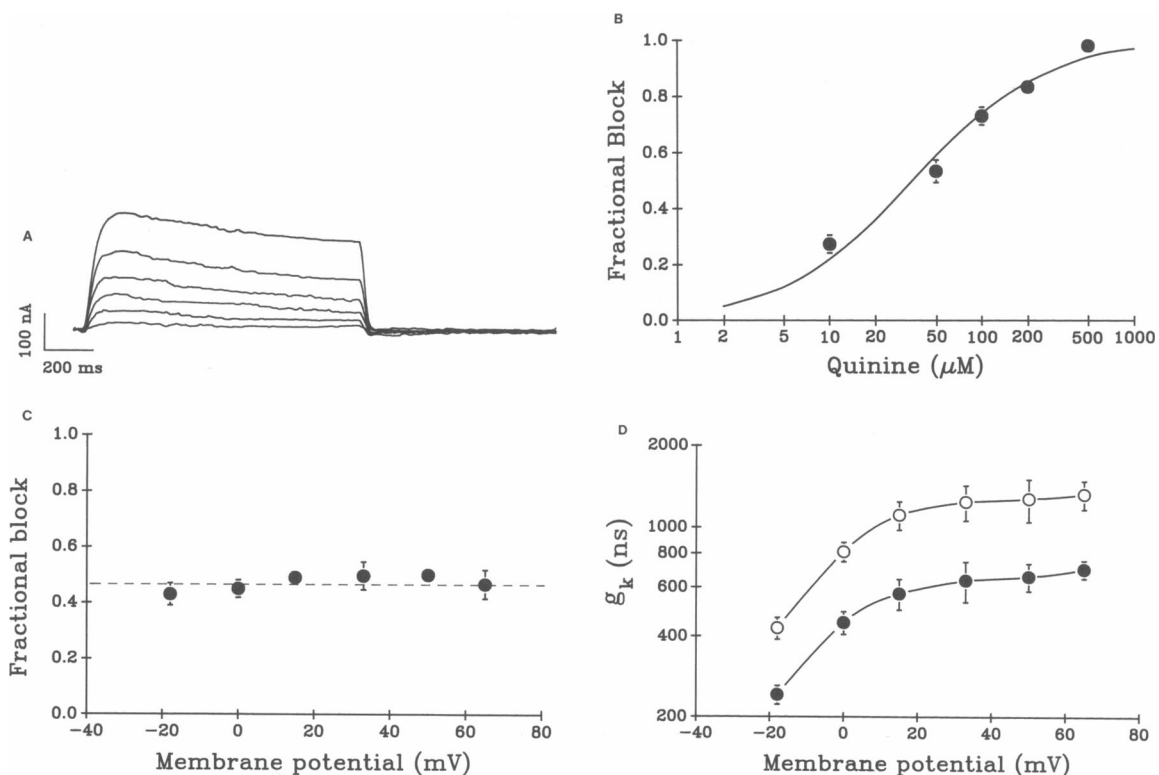 A
100 nA
200 ms
B
Fractional Block
1.0
0.8
0.6
0.4
0.2
0.0
1 2 5 10 20 50 100 200 500 1000
Quinine (μM)
C
Fractional block
1.0
0.8
0.6
0.4
0.2
0.0
−40 −20 0 20 40 60 80
Membrane potential (mV)
D
g_k (ns)
2000
1000
800
600
400
200
−40 −20 0 20 40 60 80
Membrane potential (mV)